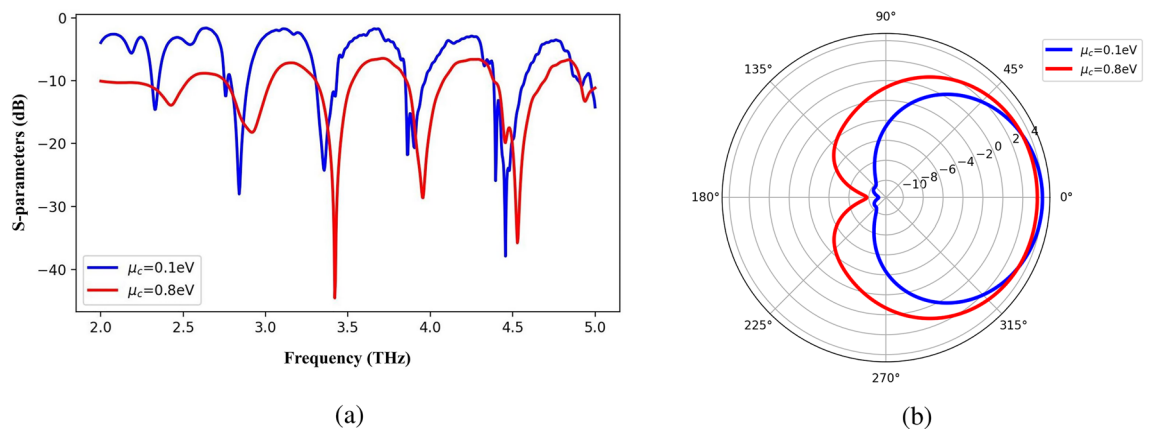 0
−10
−20
−30
−40
S-parameters (dB)
μc=0.1eV
μc=0.8eV
2.0 2.5 3.0 3.5 4.0 4.5 5.0
Frequency (THz)
(a)
90°
135° 45°
μc=0.1eV
μc=0.8eV
−10 −8 −6 −4 −2 0 2 4
180° 0°
225° 315°
270°
(b)